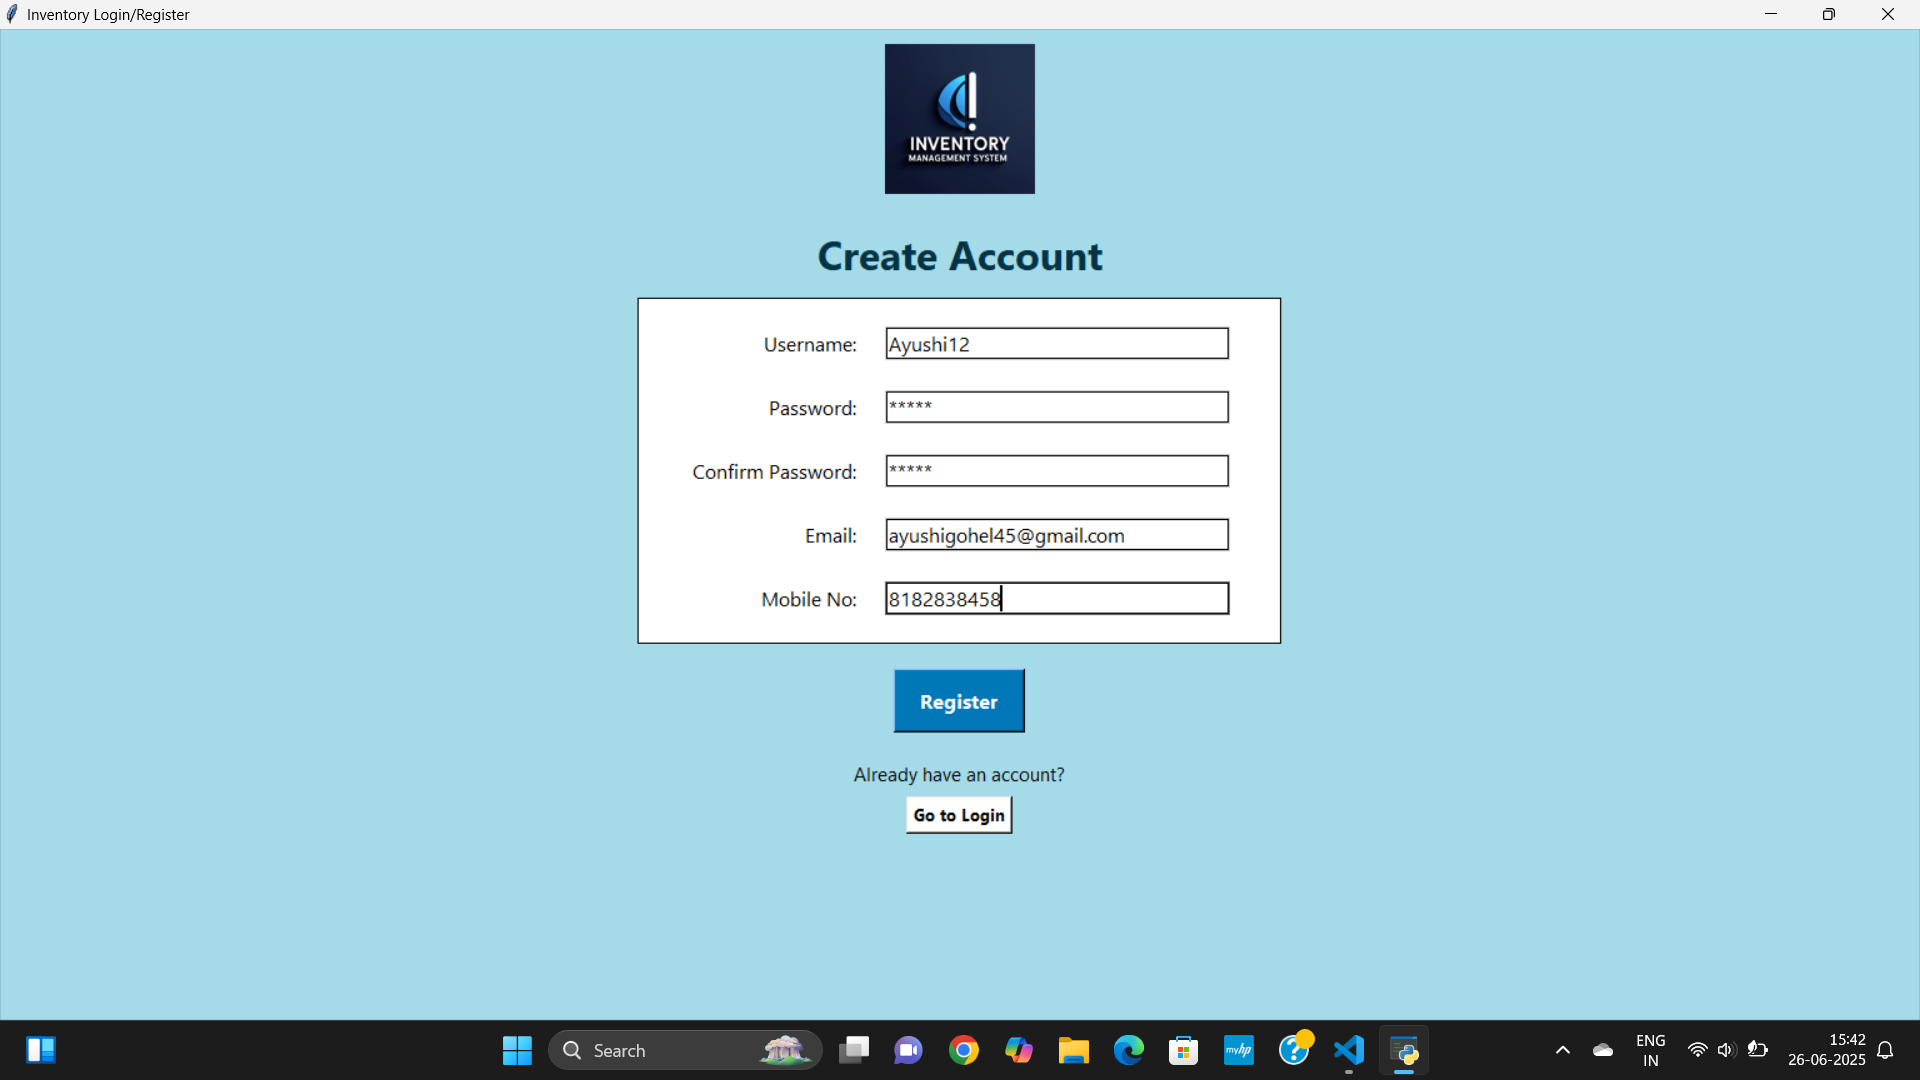 Inventory Login/Register
INVENTORY
MANAGEMENT SYSTEM
Create Account
Username: Ayushi12
Password: *****
Confirm Password: *****
Email: ayushigohel45@gmail.com
Mobile No: 8182838458
Register
Already have an account?
Go to Login
Search
myhp
ENG
IN
15:42
26-06-2025